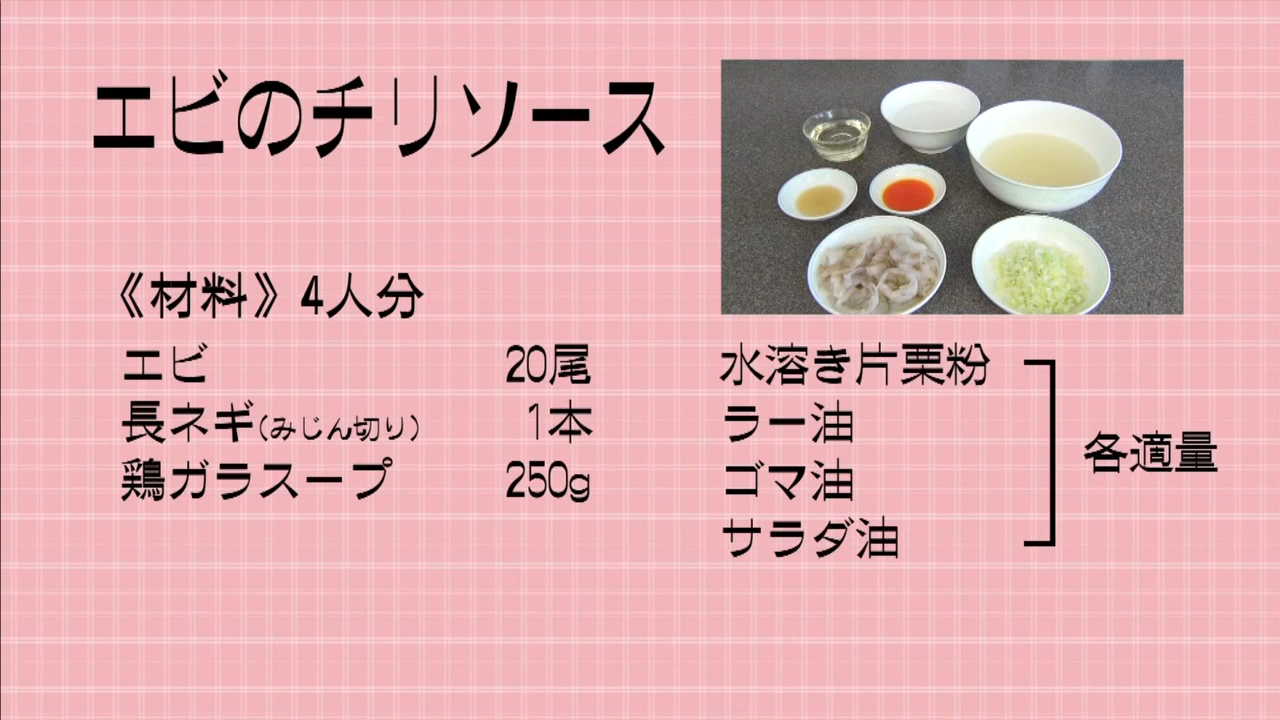 エビのチリソース
《材料》4人分
エビ 20尾
長ネギ(みじん切り) 1本
鶏ガラスープ 250g
水溶き片栗粉
ラー油
ゴマ油
サラダ油
各適量